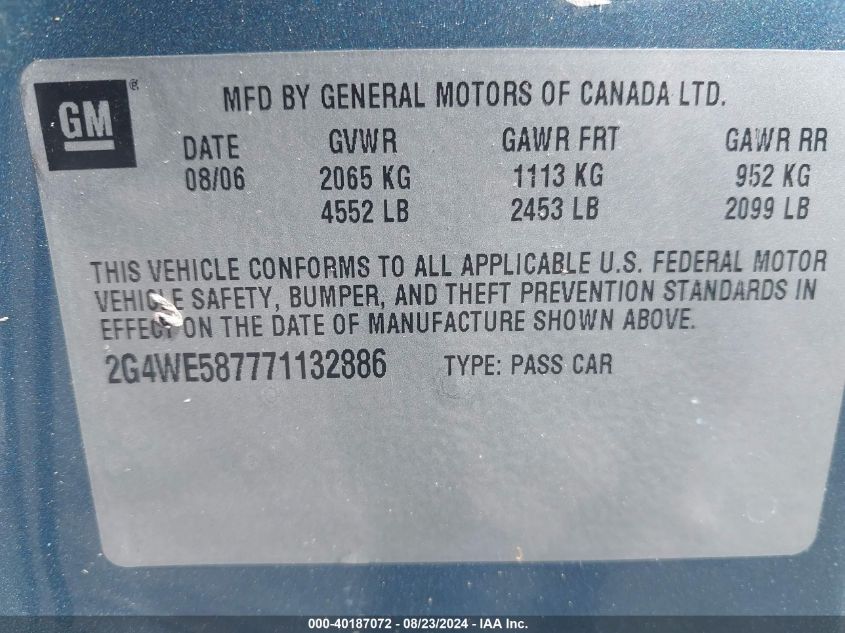 GM®
MFD BY GENERAL MOTORS OF CANADA LTD.
DATE GVWR GAWR FRT GAWR RR
08/06 2065 KG 1113 KG 952 KG
4552 LB 2453 LB 2099 LB
THIS VEHICLE CONFORMS TO ALL APPLICABLE U.S. FEDERAL MOTOR
VEHICLE SAFETY, BUMPER, AND THEFT PREVENTION STANDARDS IN
EFFECT ON THE DATE OF MANUFACTURE SHOWN ABOVE.
2G4WE587771132886 TYPE: PASS CAR
000-40187072 - 08/23/2024 - IAA Inc.